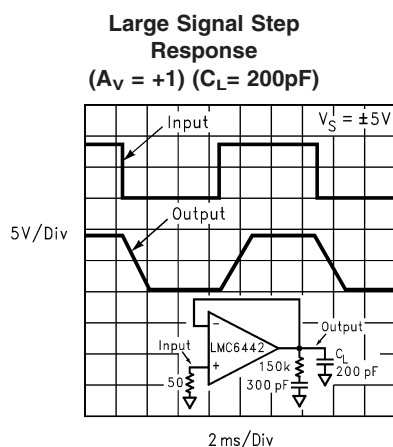 Large Signal Step
Response
(AV = +1) (CL= 200pF)
Input
VS = ±5V
Output
5V/Div
Output
Input
LMC6442
−
+
50
150k
300 pF
CL
200 pF
2 ms/Div